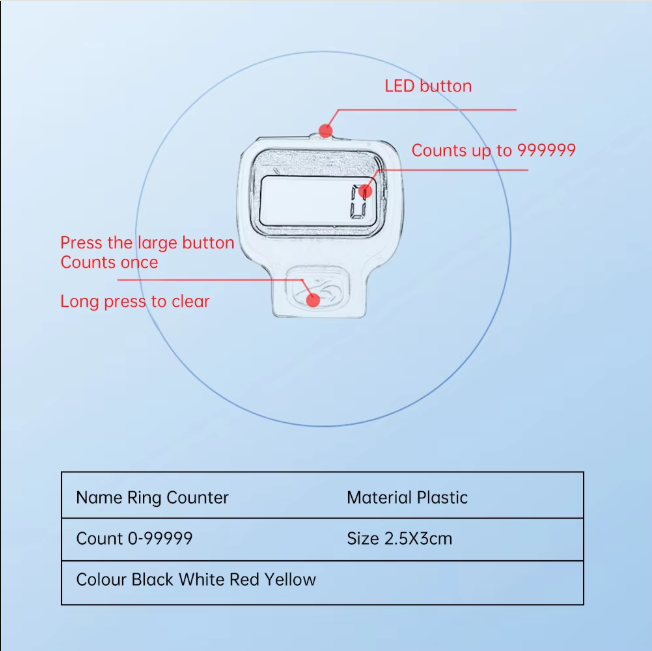 LED button
Counts up to 999999
0
Press the large button
Counts once
Long press to clear
Name Ring Counter
Material Plastic
Count 0-99999
Size 2.5X3cm
Colour Black White Red Yellow